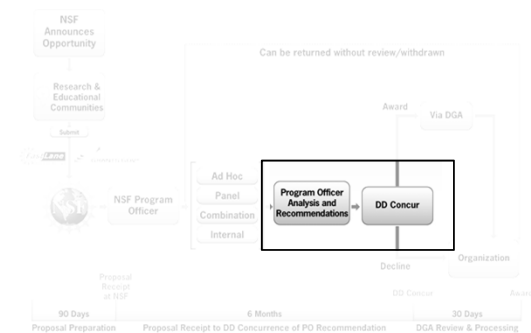 NSF
Announces
Opportunity
Can be returned without review/withdrawn
Research &
Educational
Communities
Award
Via DGA
Submit
Ad Hoc
NSF Program
Officer
Panel
Combination
Internal
Program Officer
Analysis and
Recommendations
DD Concur
Organization
Decline
Proposal
Receipt
at NSF
DD Concur
Award
90 Days
6 Months
30 Days
Proposal Preparation
Proposal Receipt to DD Concurrence of PO Recommendation
DGA Review & Processing